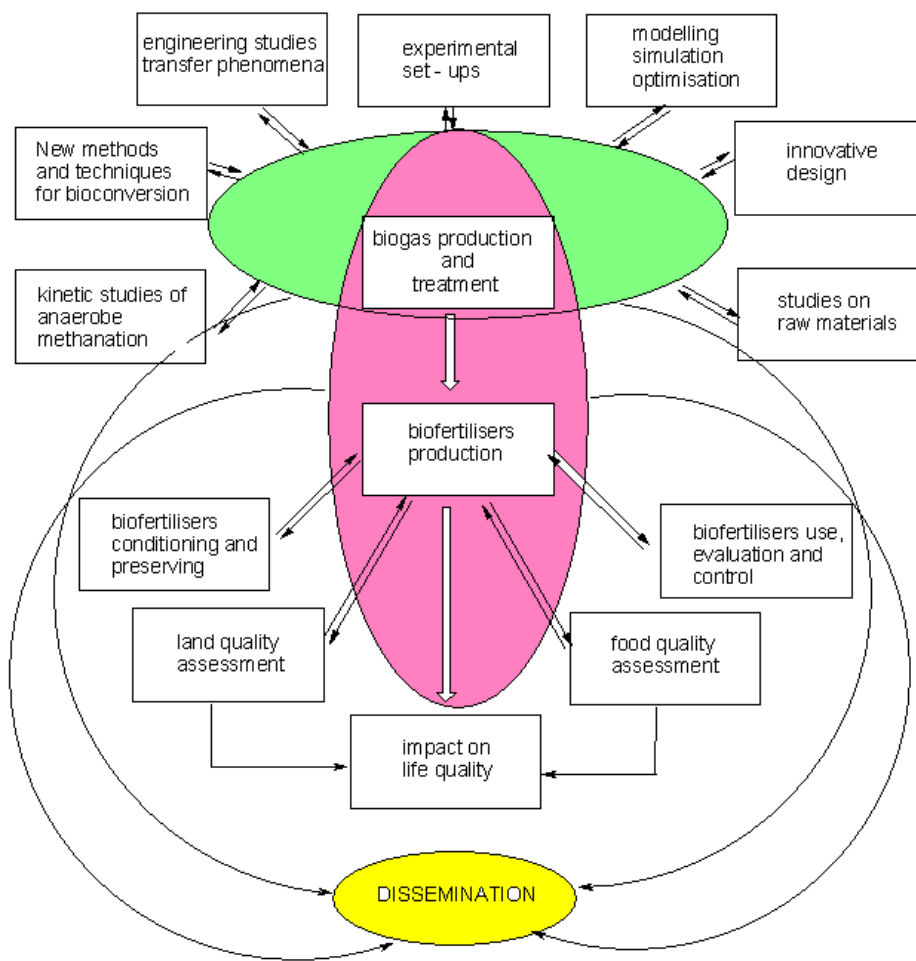 engineering studies
transfer phenomena
experimental
set - ups
modelling
simulation
optimisation
New methods
and techniques
for bioconversion
innovative
design
biogas production
and
treatment
kinetic studies of
anaerobe
methanation
studies on
raw materials
biofertilisers
production
biofertilisers
conditioning and
preserving
biofertilisers use,
evaluation and
control
land quality
assessment
food quality
assessment
impact on
life quality
DISSEMINATION